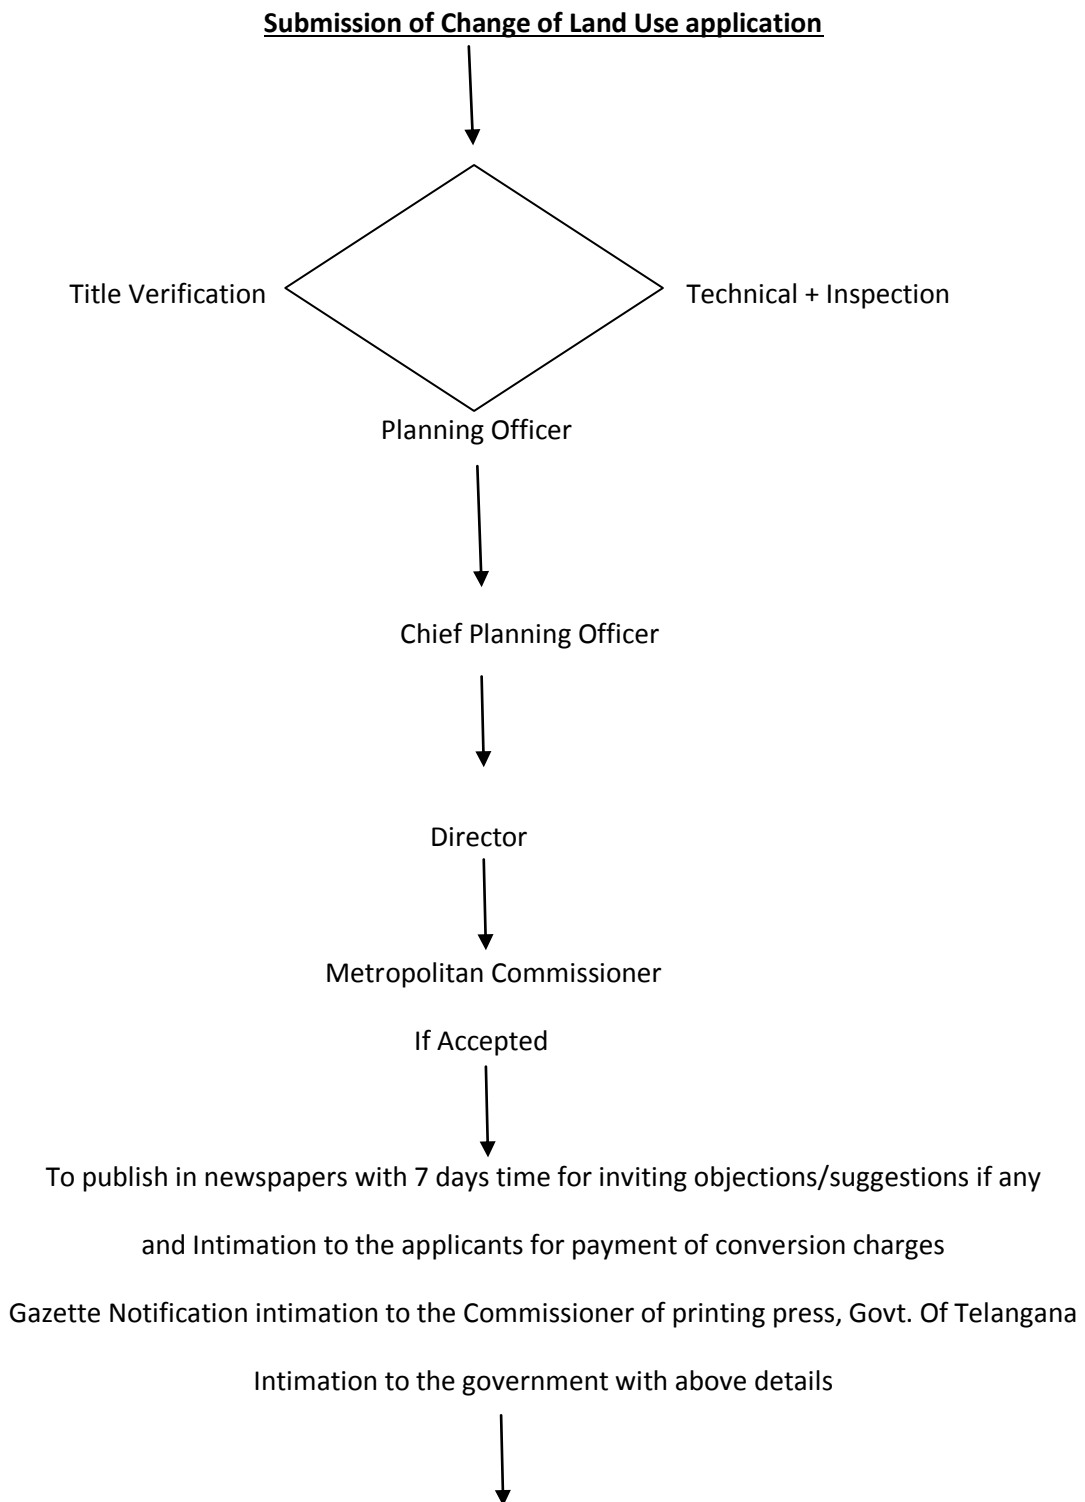 Submission of Change of Land Use application
Title Verification
Technical + Inspection
Planning Officer
Chief Planning Officer
Director
Metropolitan Commissioner
If Accepted
To publish in newspapers with 7 days time for inviting objections/suggestions if any
and Intimation to the applicants for payment of conversion charges
Gazette Notification intimation to the Commissioner of printing press, Govt. Of Telangana
Intimation to the government with above details